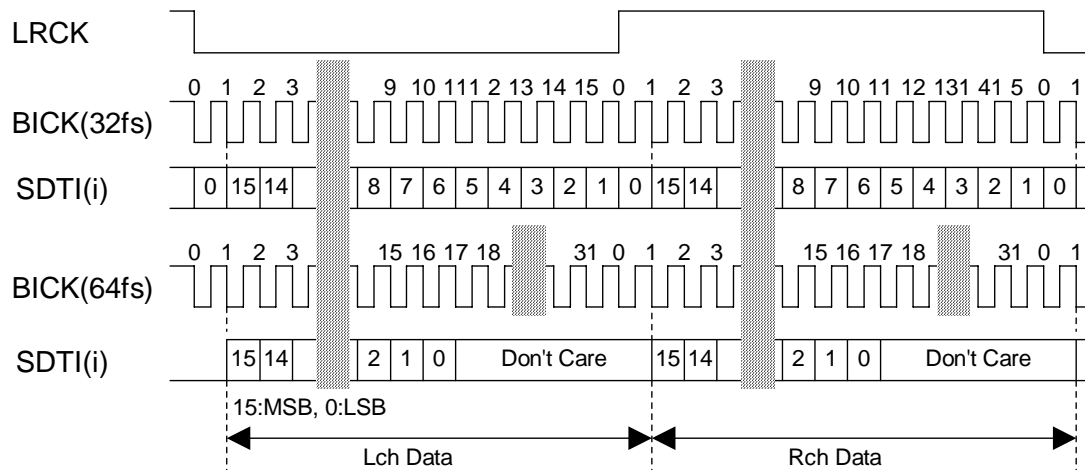 LRCK
0 1 2 3 9 10 11 1 2 13 14 15 0 1 2 3 9 10 11 12 131 41 5 0 1
BICK(32fs)
SDTI(i) 0 15 14 8 7 6 5 4 3 2 1 0 15 14 8 7 6 5 4 3 2 1 0
0 1 2 3 15 16 17 18 31 0 1 2 3 15 16 17 18 31 0 1
BICK(64fs)
SDTI(i) 15 14 2 1 0 Don't Care 15 14 2 1 0 Don't Care
15:MSB, 0:LSB
Lch Data Rch Data